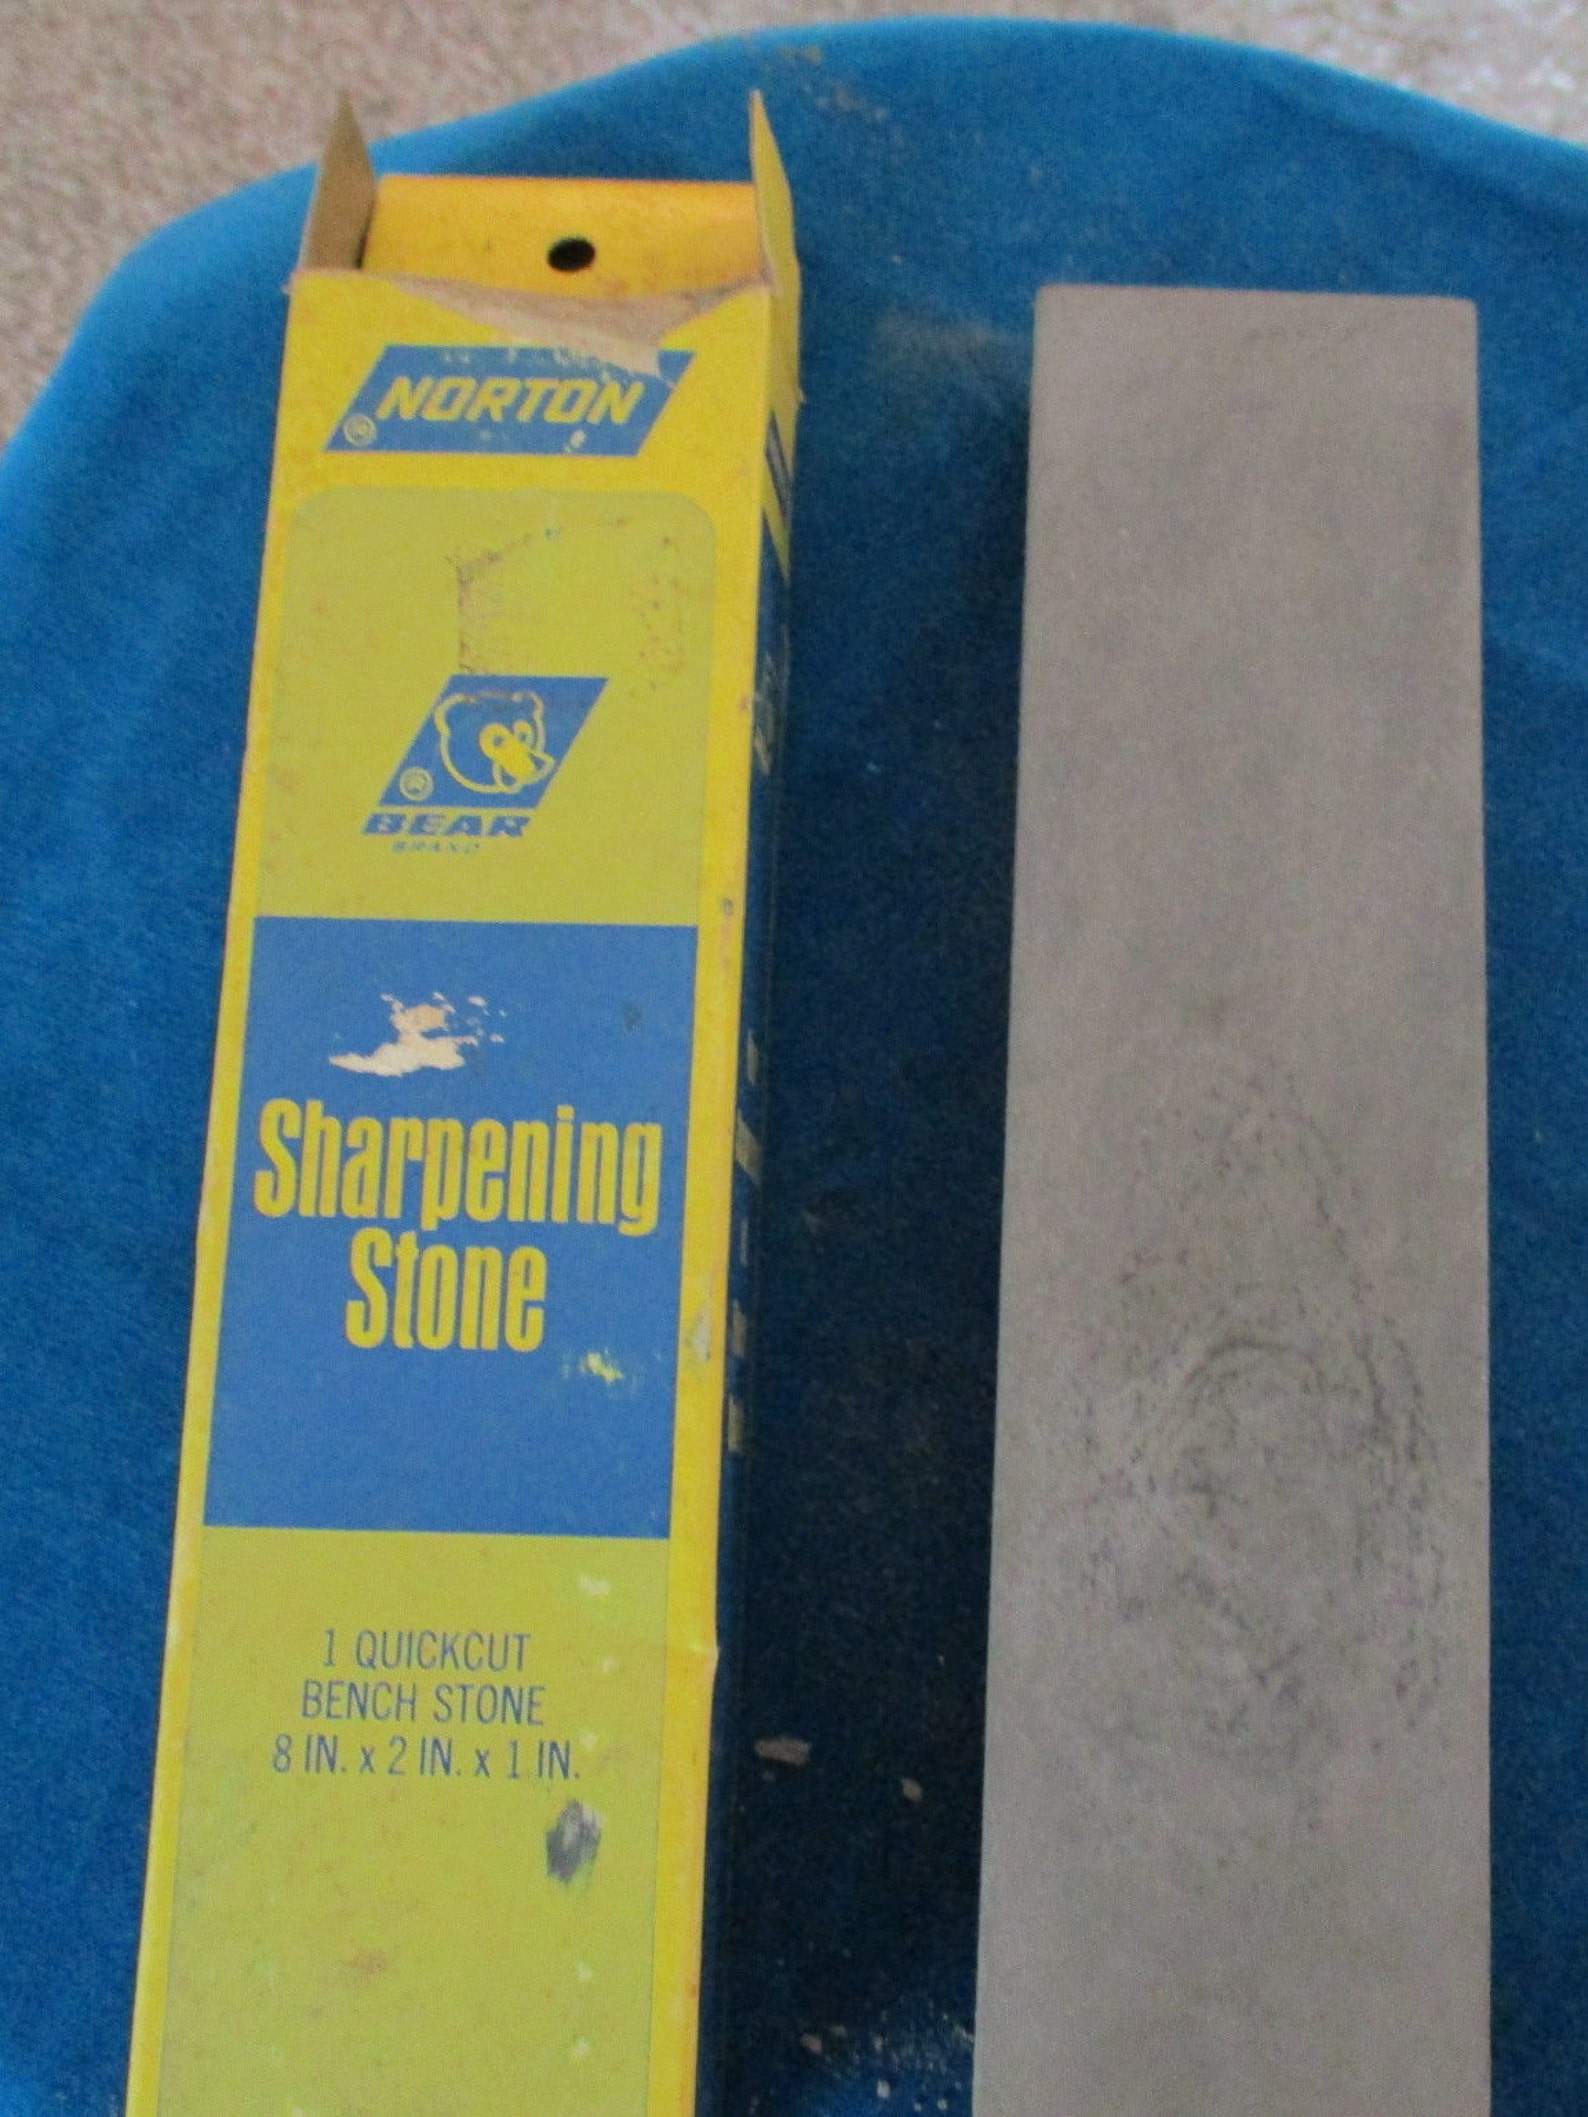 NORTON
®
®
BEAR
BRAND
Sharpening
Stone
1 QUICKCUT
BENCH STONE
8 IN. x 2 IN. x 1 IN.